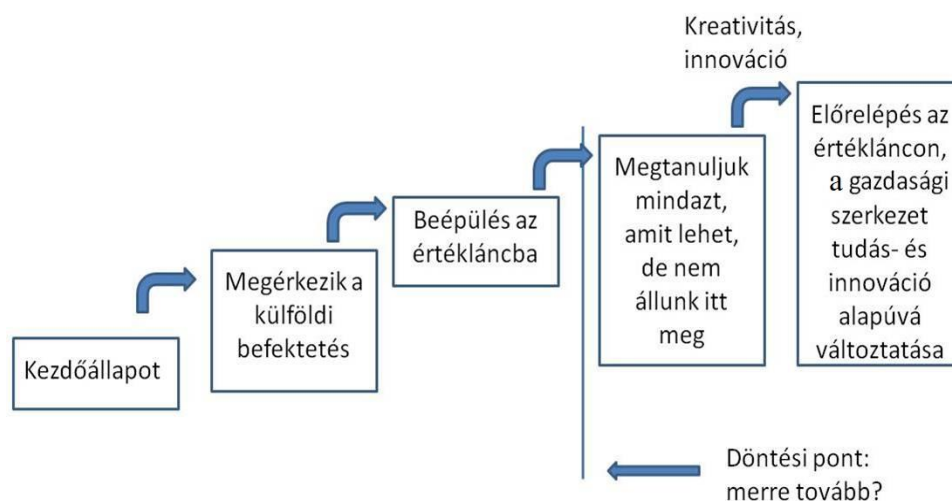 Kezdőállapot
Megérkezik a
külföldi
befektetés
Beépülés az
értékláncba
Megtanuljuk
mindazt,
amit lehet,
de nem
állunk itt
meg
Kreativitás,
innováció
Előrelépés az
értékláncon,
a gazdasági
szerkezet
tudás- és
innováció
alapúvá
változtatása
Döntési pont:
merre tovább?